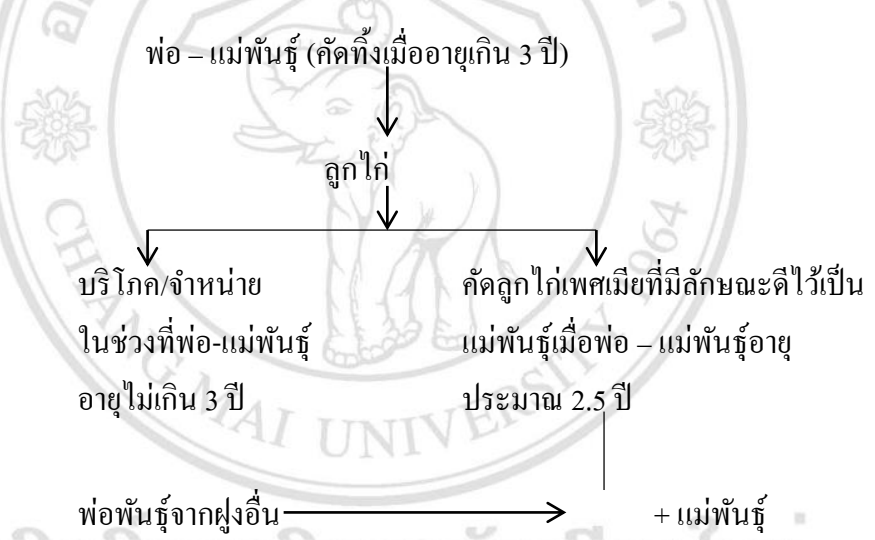 พ่อ – แม่พันธุ์ (คัดทิ้งเมื่ออายุเกิน 3 ปี)
ลูกไก่
บริโภค/จำหน่าย
ในช่วงที่พ่อ-แม่พันธุ์
อายุไม่เกิน 3 ปี
คัดลูกไก่เพศเมียที่มีลักษณะดีไว้เป็น
แม่พันธุ์เมื่อพ่อ – แม่พันธุ์อายุ
ประมาณ 2.5 ปี
พ่อพันธุ์จากฝูงอื่น
+ แม่พันธุ์
CHIANG MAI UNIVERSITY 1964